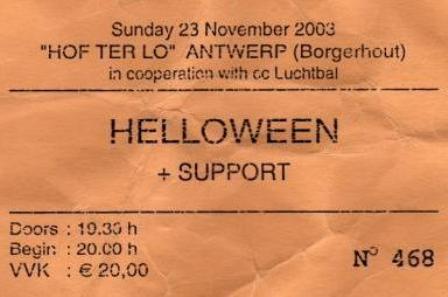 Sunday 23 November 2003
"HOF TER LO" ANTWERP (Borgerhout)
in cooperation with cc Luchtbal
HELLOWEEN
+ SUPPORT
Doors : 19.30 h
Begin : 20.00 h
VVK : € 20,00
N° 468